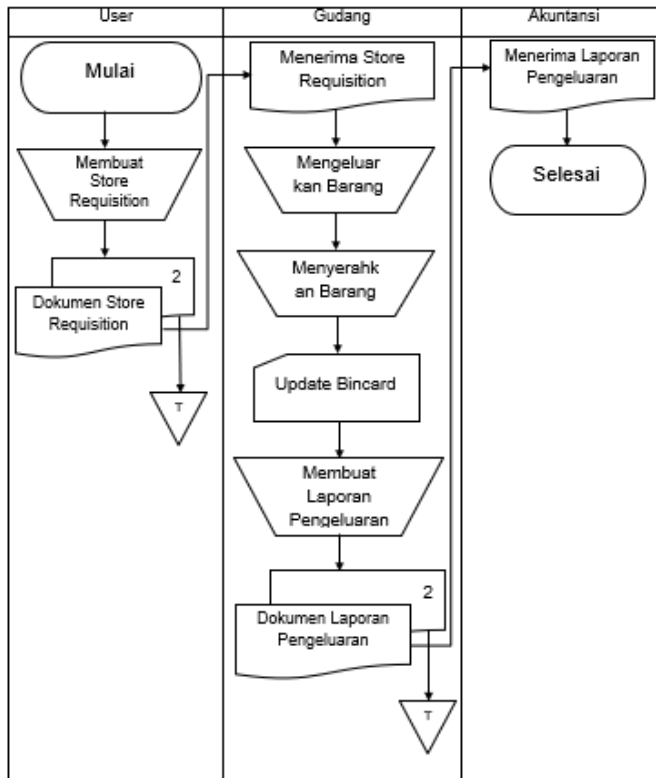 User
Gudang
Akuntansi
Mulai
Membuat
Store
Requisition
2
Dokumen Store
Requisition
T
Menerima Store
Requisition
Mengeluar
kan Barang
Menyerahk
an Barang
Update Bincard
Membuat
Laporan
Pengeluaran
2
Dokumen Laporan
Pengeluaran
T
Menerima Laporan
Pengeluaran
Selesai